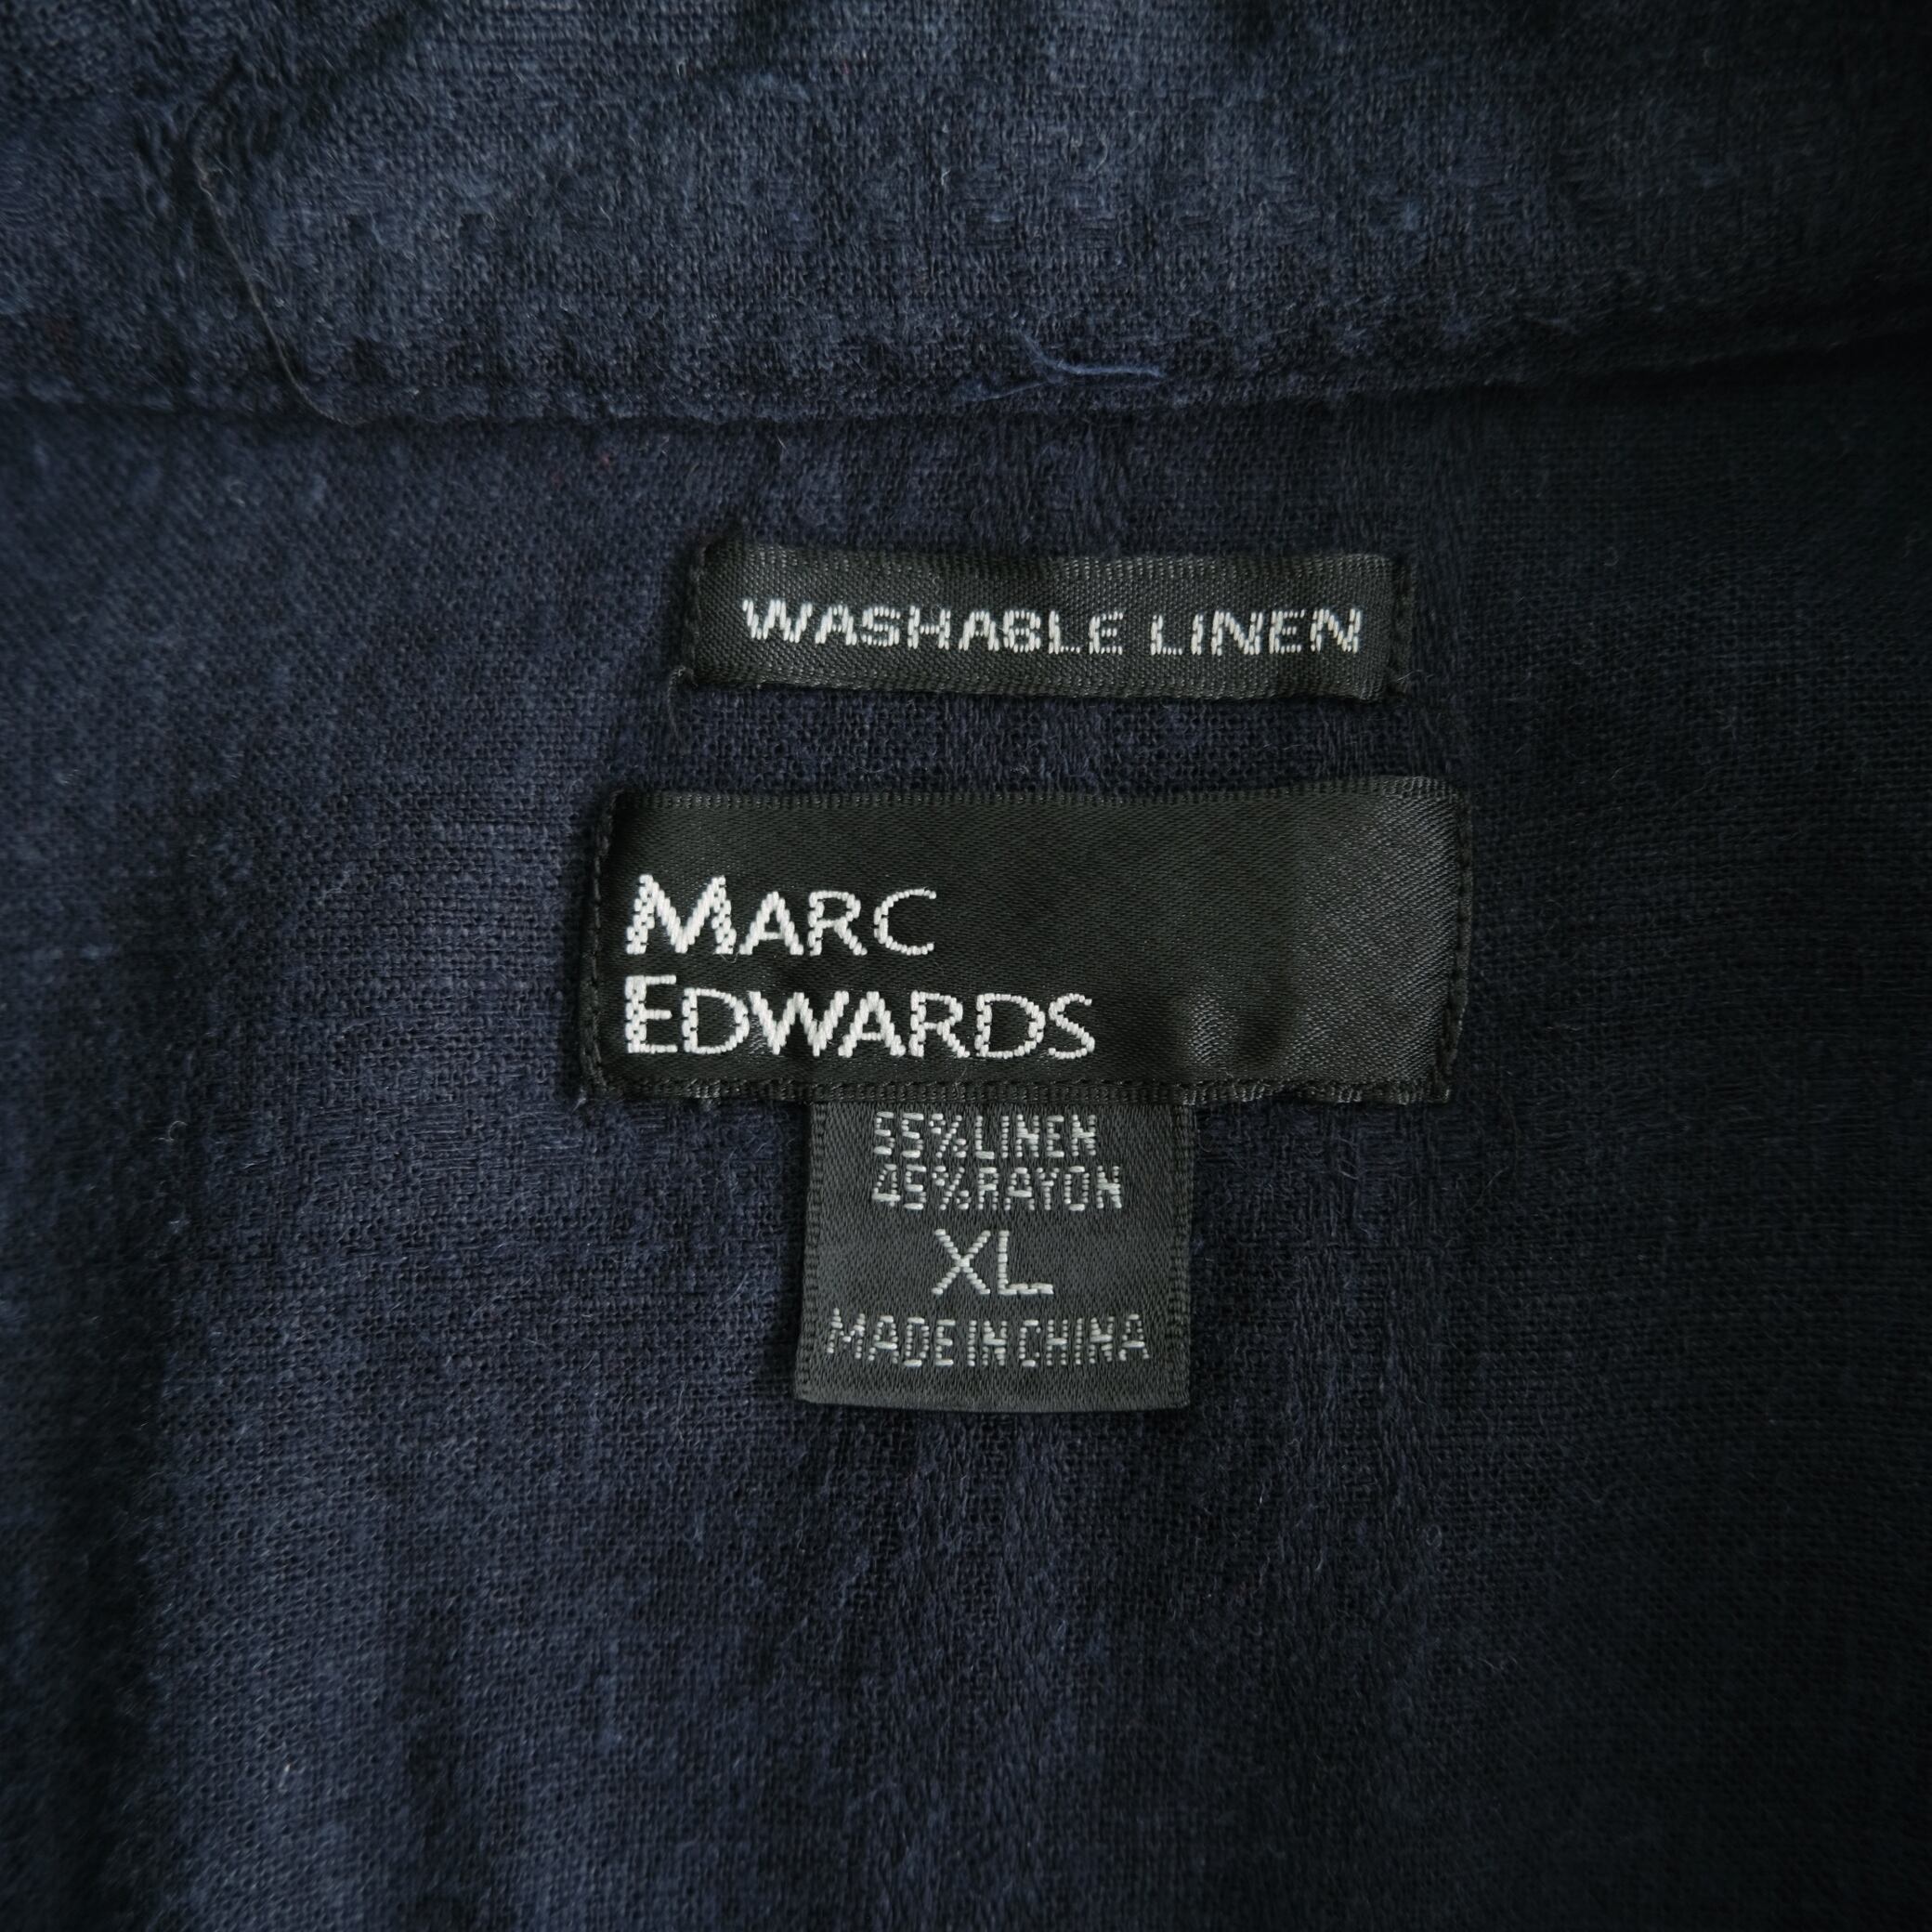 WASHABLE LINEN
MARC
EDWARDS
55%LINEN
45%RAYON
XL
MADE IN CHINA